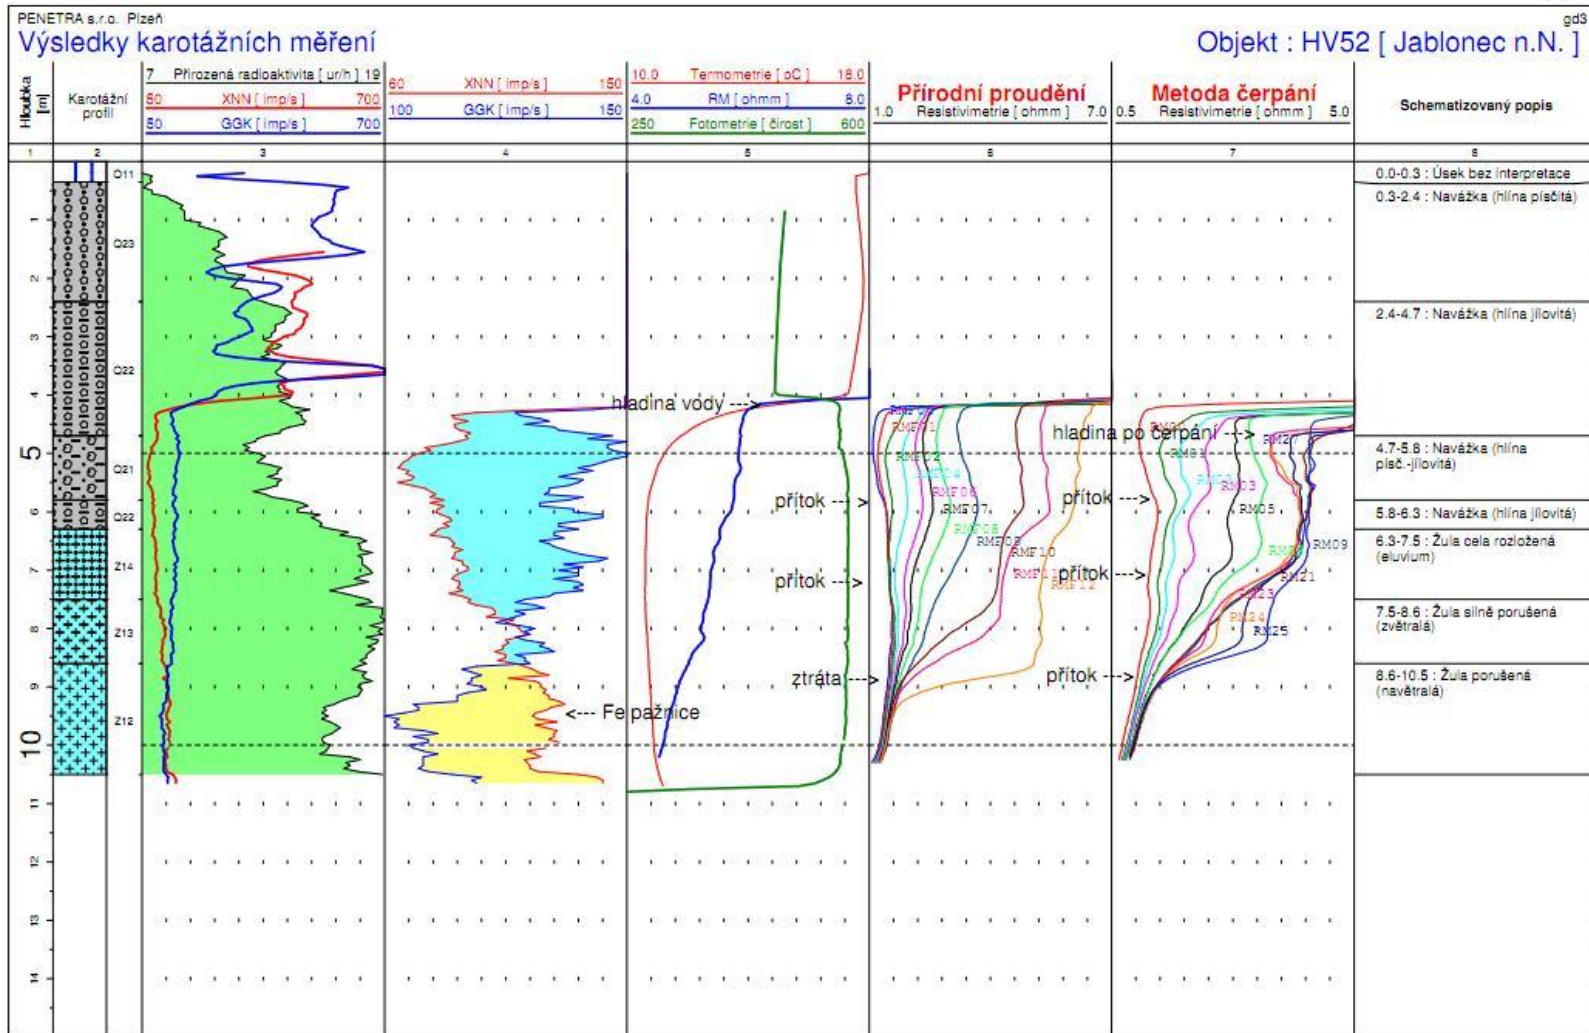 PENETRA s.r.o. Plzeň
gd3
Výsledky karotážních měření
Objekt : HV52 [ Jablonec n.N. ]
Hloubka [m]
Karotážní profil
7 Přirozená radioaktivita [ ur/h ] 19
50 XNN [ imp/s ] 700
50 GGK [ imp/s ] 700
60 XNN [ imp/s ] 150
100 GGK [ imp/s ] 150
10.0 Termometrie [ oC ] 18.0
4.0 RM [ ohmm ] 8.0
250 Fotometrie [ čirost ] 600
Přírodní proudění
1.0 Resistivimetrie [ ohmm ] 7.0
Metoda čerpání
0.5 Resistivimetrie [ ohmm ] 5.0
Schematizovaný popis
1 2 3 4 5 6 7 8
Q11
0.0-0.3 : Úsek bez interpretace
0.3-2.4 : Navážka (hlína písčitá)
1
Q23
2
2.4-4.7 : Navážka (hlína jílovitá)
3
Q22
4
hladina vody --->
RMF01
hladina po čerpání -->
RM27
4.7-5.8 : Navážka (hlína
písč.-jílovitá)
5
Q21
RMF02
RM01
RMF04
RMF06
RM03
přítok --->
přítok --->
5.8-6.3 : Navážka (hlína jílovitá)
6
Q22
RMF07
RM05
RMF08
6.3-7.5 : Žula cela rozložená
(eluvium)
RMF09
RM09
RMF10
7
Z14
přítok --->
RMF11
RMF12
přítok --->
RM21
RM23
7.5-8.6 : Žula silně porušená
(zvětralá)
RM24
8
Z13
RM25
ztráta --->
přítok --->
8.6-10.5 : Žula porušená
(navětralá)
9
Z12
<--- Fe pažnice
10
11
12
13
14